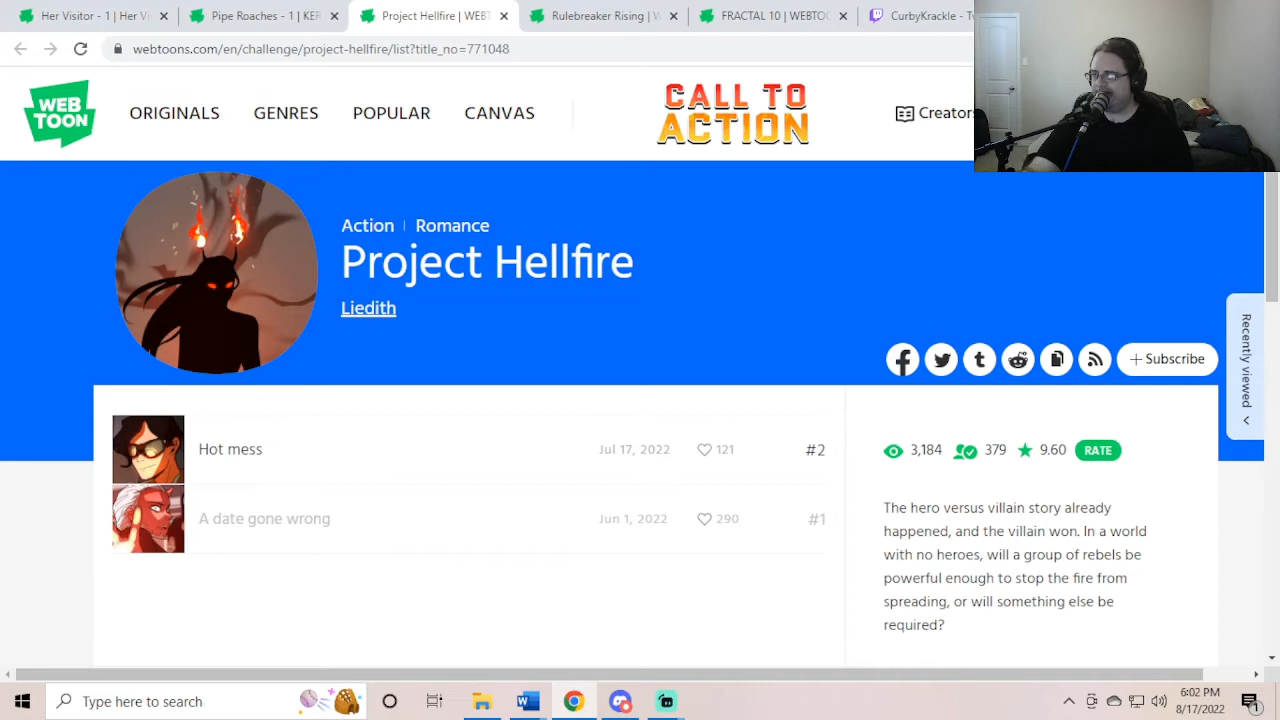 Her Visitor - 1 | Her Vi
Pipe Roaches - 1 | KEF
Project Hellfire | WEBT
Rulebreaker Rising | W
FRACTAL 10 | WEBTOO
CurbyKrackle - Tw
webtoons.com/en/challenge/project-hellfire/list?title_no=771048
WEB
TOON
ORIGINALS
GENRES
POPULAR
CANVAS
CALL TO
ACTION
Creators
Action | Romance
Project Hellfire
Liedith
Subscribe
Recently viewed
Hot mess
Jul 17, 2022
121
#2
A date gone wrong
Jun 1, 2022
290
#1
3,184
379
9.60
RATE
The hero versus villain story already
happened, and the villain won. In a world
with no heroes, will a group of rebels be
powerful enough to stop the fire from
spreading, or will something else be
required?
Type here to search
6:02 PM
8/17/2022
1